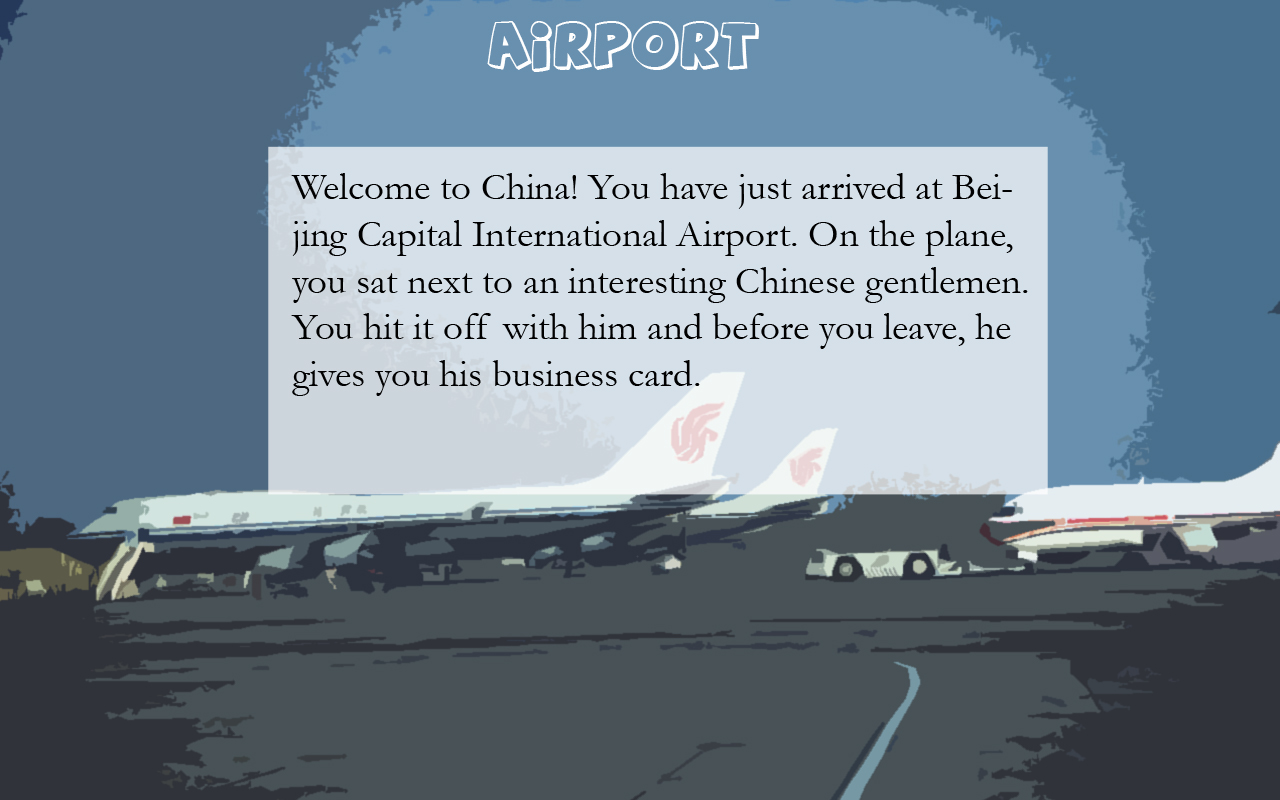 AiRPORT
Welcome to China! You have just arrived at Bei-
jing Capital International Airport. On the plane,
you sat next to an interesting Chinese gentlemen.
You hit it off with him and before you leave, he
gives you his business card.